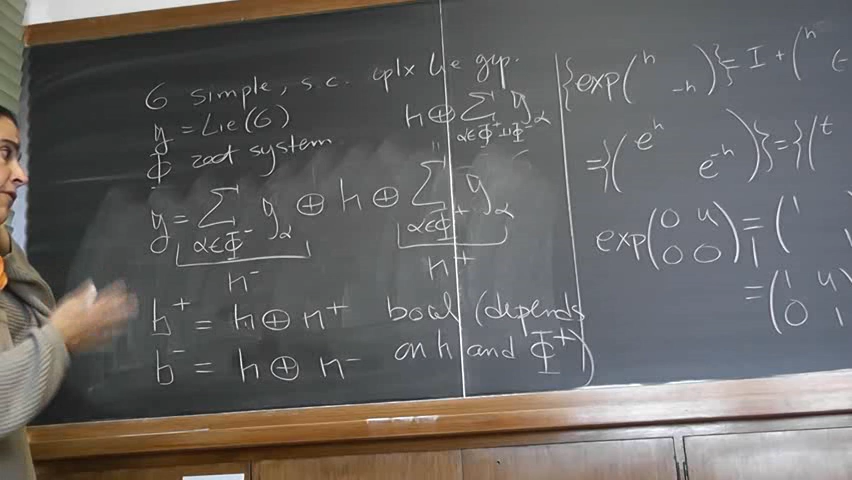 G simple, s.c. cplx Lie grp.
𝔤 = Lie(G)
Φ root system
h ⊕ ∑ 𝔤_α
α∈Φ⁺⊔Φ⁻
=
𝔤 = ∑ 𝔤_α ⊕ h ⊕ ∑ 𝔤_α
α∈Φ⁻ α∈Φ⁺
n⁻ n⁺
b⁺ = h ⊕ n⁺ borel (depends
b⁻ = h ⊕ n⁻ on h and Φ⁺)
{exp(h -h)} = I + (h
= {(e^h e^-h)} = {(t
exp(0 u 0 0) = (1
= (1 u 0 1